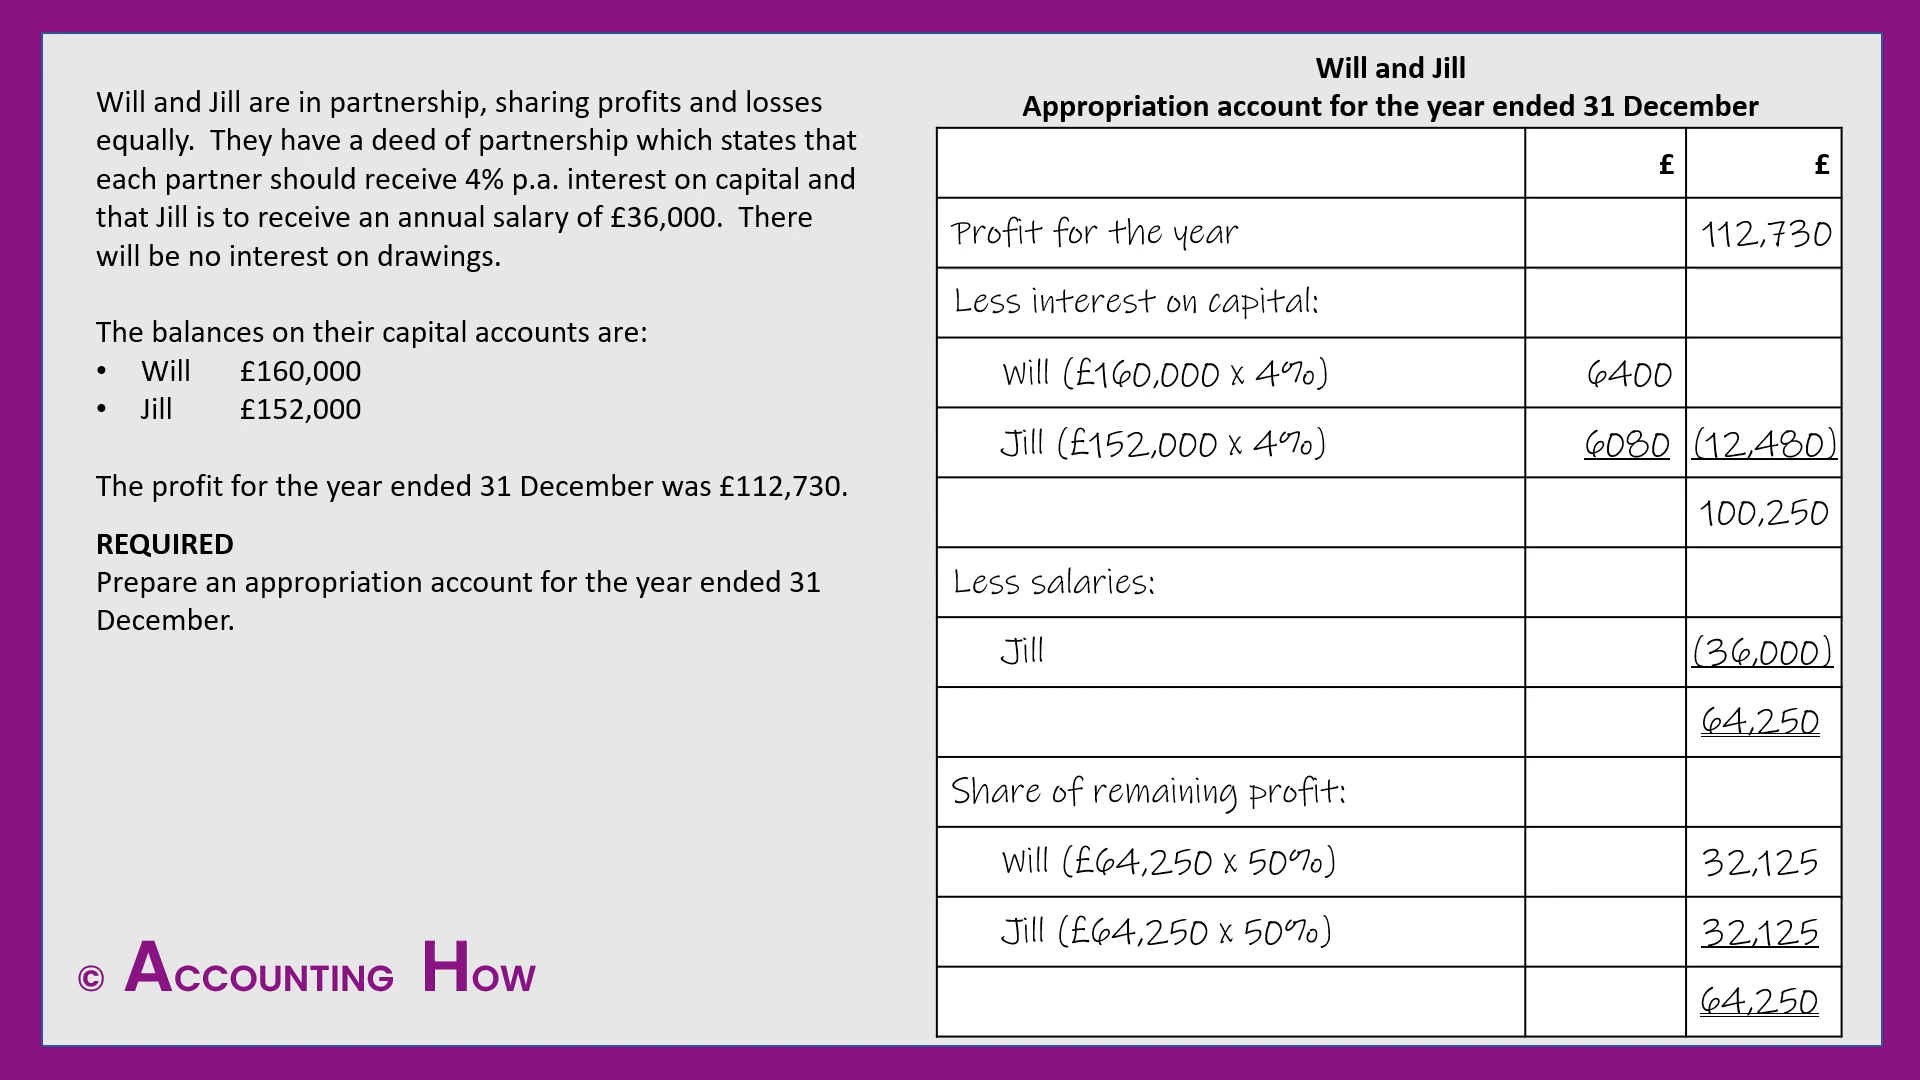 Will and Jill are in partnership, sharing profits and losses
equally.  They have a deed of partnership which states that
each partner should receive 4% p.a. interest on capital and
that Jill is to receive an annual salary of £36,000.  There
will be no interest on drawings.
The balances on their capital accounts are:
• Will £160,000
• Jill £152,000
The profit for the year ended 31 December was £112,730.
REQUIRED
Prepare an appropriation account for the year ended 31
December.
© ACCOUNTING HOW
Will and Jill
Appropriation account for the year ended 31 December
£ £
Profit for the year 112,730
Less interest on capital:
Will (£160,000 x 4%) 6400
Jill (£152,000 x 4%) 6080 (12,480)
100,250
Less salaries:
Jill (36,000)
64,250
Share of remaining profit:
Will (£64,250 x 50%) 32,125
Jill (£64,250 x 50%) 32,125
64,250